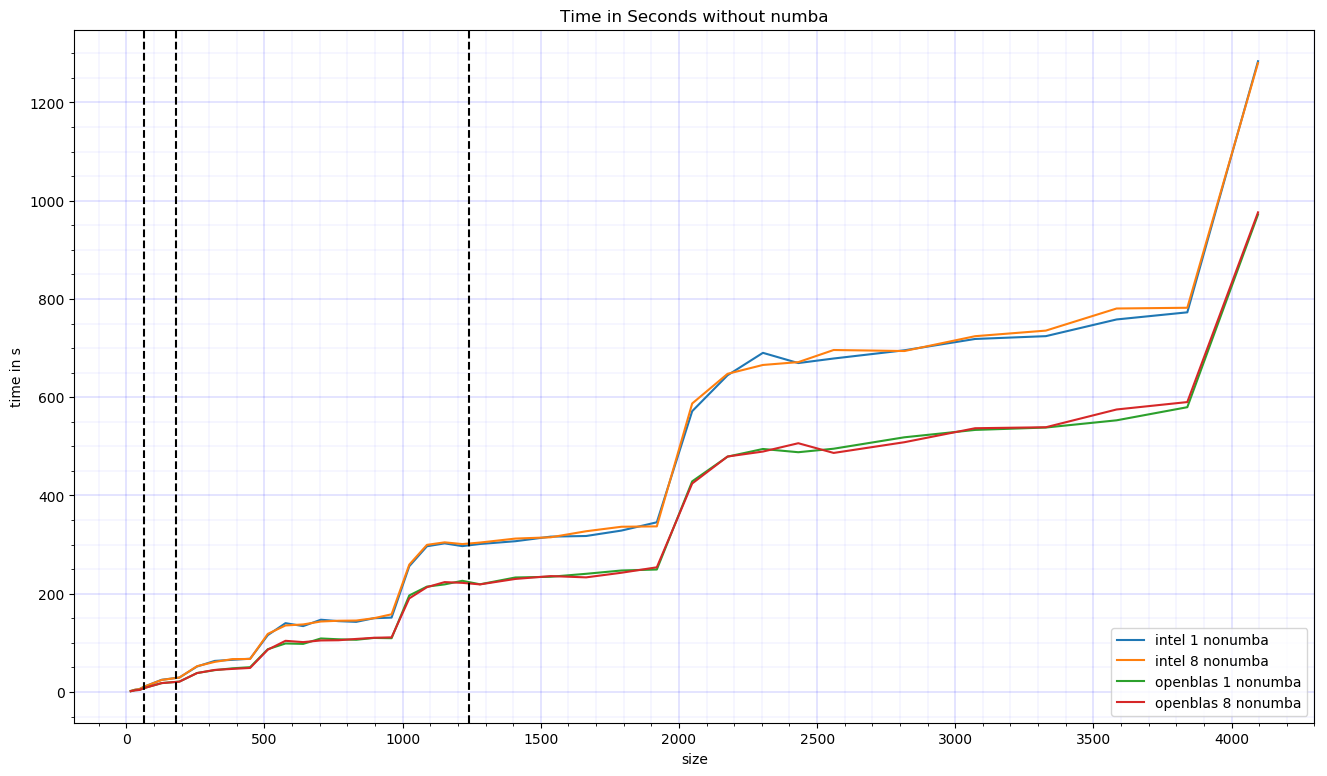 Time in Seconds without numba
time in s
1200
1000
800
600
400
200
0
0 500 1000 1500 2000 2500 3000 3500 4000
size
intel 1 nonumba
intel 8 nonumba
openblas 1 nonumba
openblas 8 nonumba